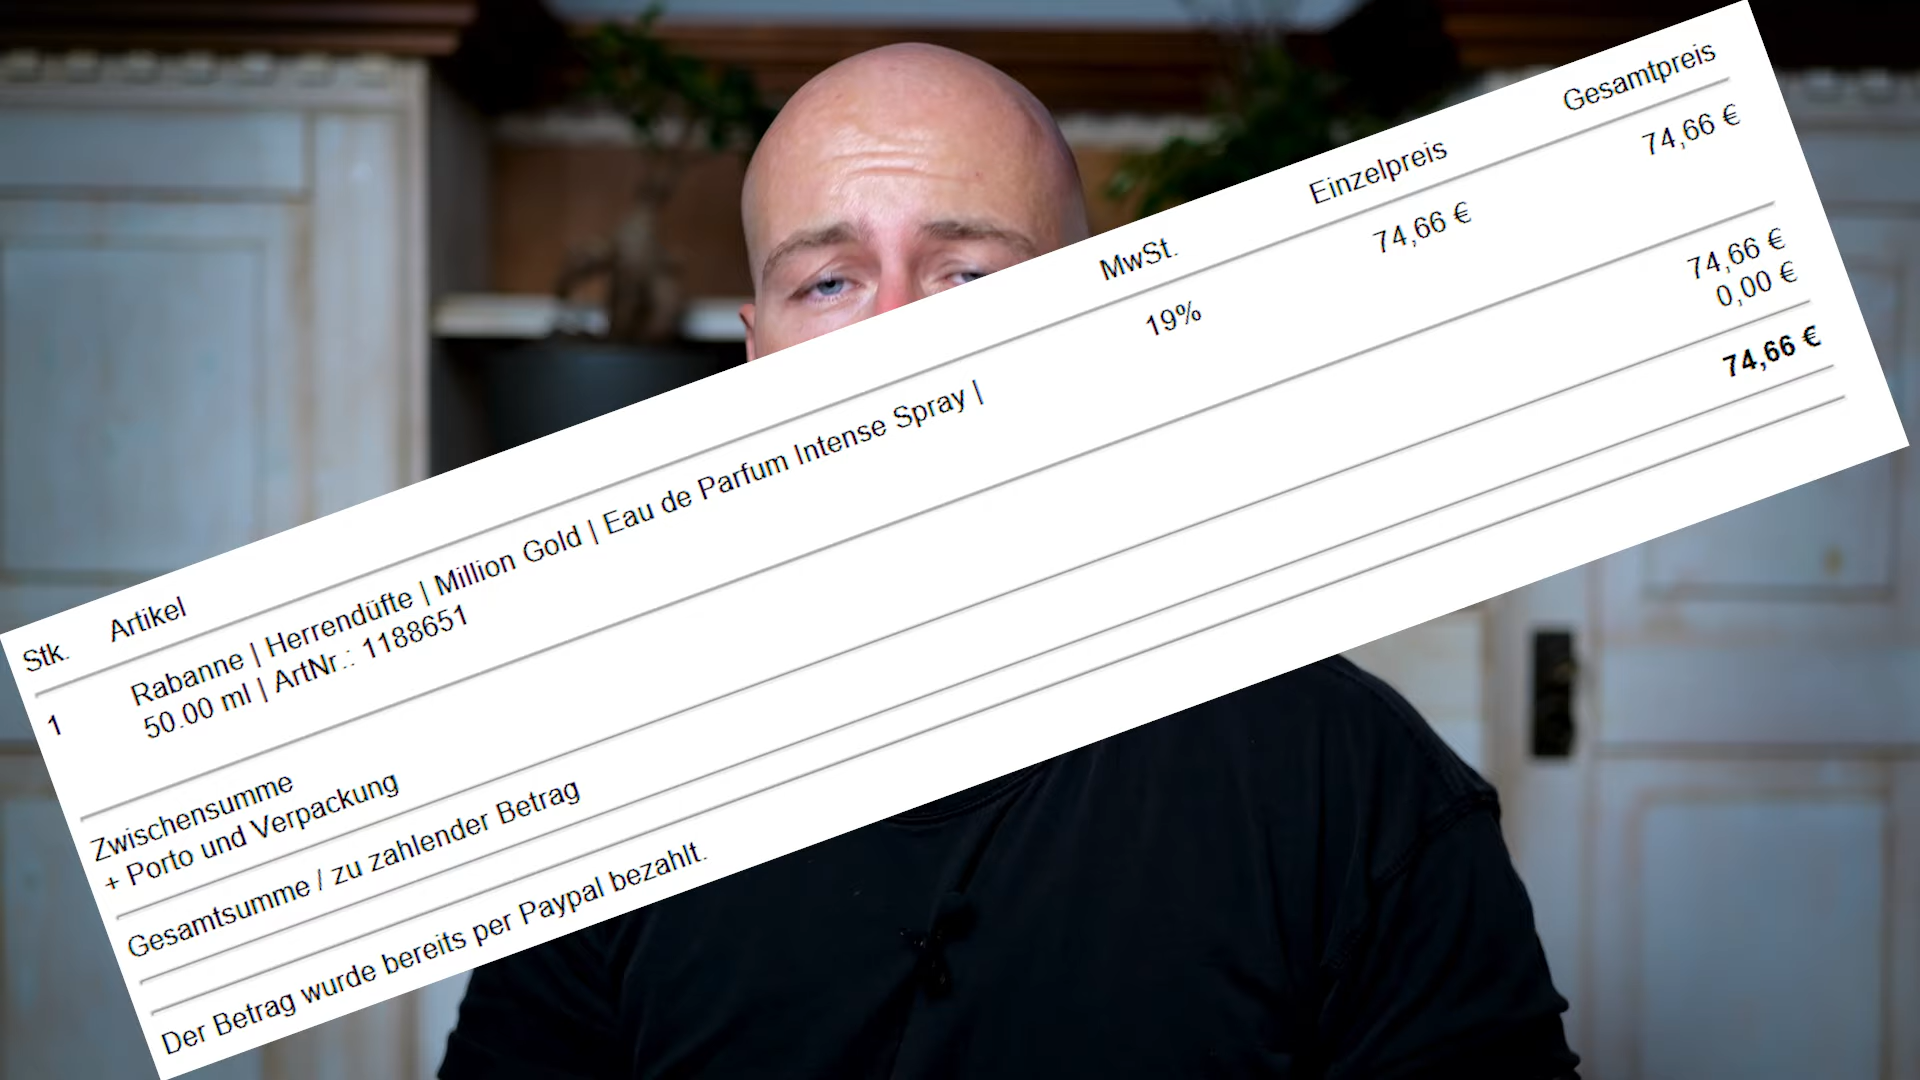 Stk. Artikel MwSt. Einzelpreis Gesamtpreis
1 Rabanne | Herrendüfte | Million Gold | Eau de Parfum Intense Spray | 19% 74,66 € 74,66 €
50.00 ml | ArtNr.: 1188651
Zwischensumme 74,66 €
+ Porto und Verpackung 0,00 €
Gesamtsumme / zu zahlender Betrag 74,66 €
Der Betrag wurde bereits per Paypal bezahlt.